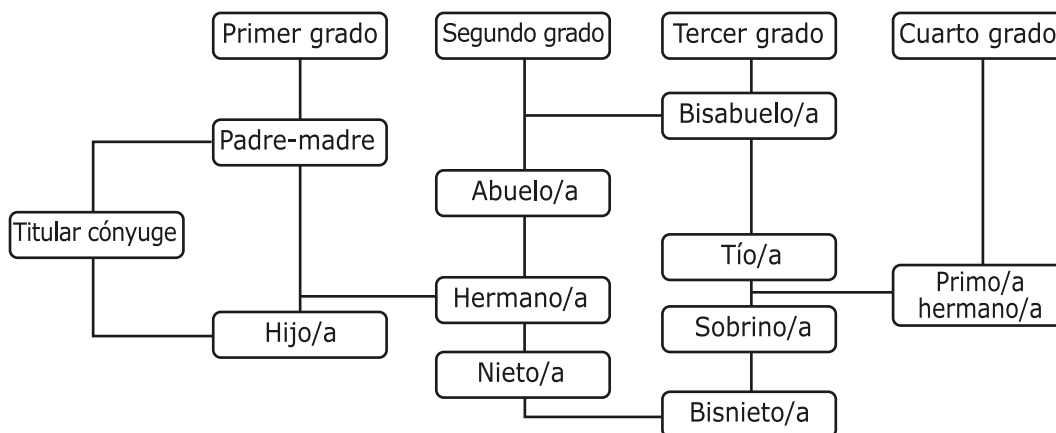 Primer grado
Segundo grado
Tercer grado
Cuarto grado
Bisabuelo/a
Padre-madre
Abuelo/a
Titular cónyuge
Tío/a
Primo/a
hermano/a
Hermano/a
Hijo/a
Sobrino/a
Nieto/a
Bisnieto/a